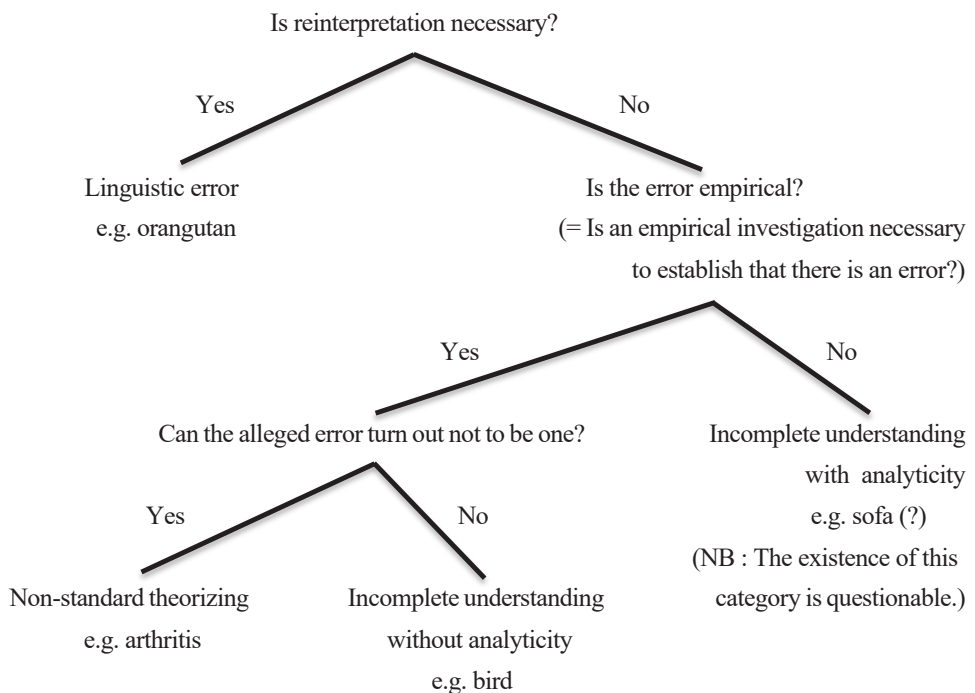 Is reinterpretation necessary?
Yes
No
Linguistic error
e.g. orangutan
Is the error empirical?
(= Is an empirical investigation necessary
to establish that there is an error?)
Yes
No
Can the alleged error turn out not to be one?
Incomplete understanding
with analyticity
e.g. sofa (?)
(NB : The existence of this
category is questionable.)
Yes
No
Non-standard theorizing
e.g. arthritis
Incomplete understanding
without analyticity
e.g. bird